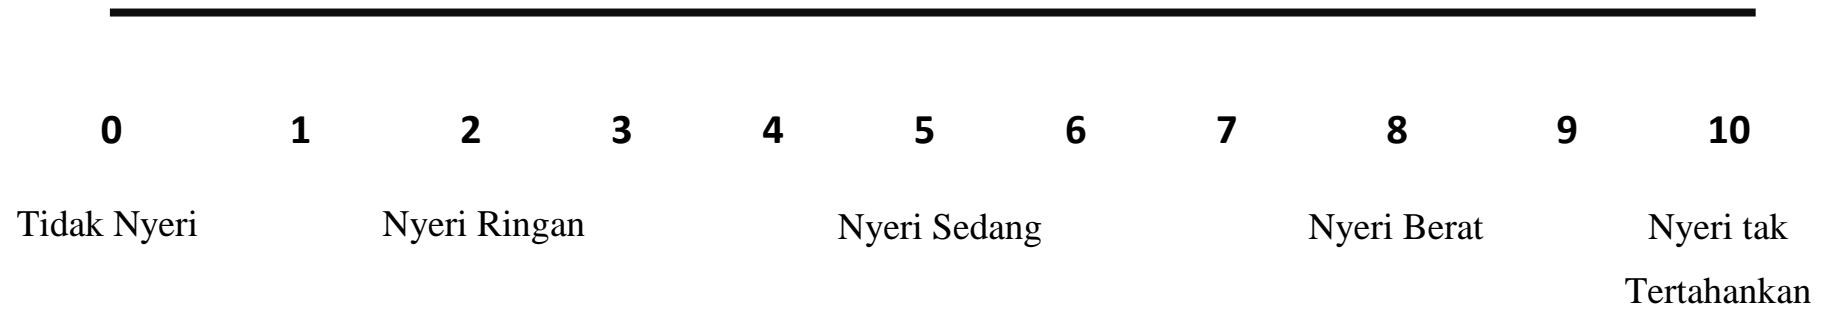 0 1 2 3 4 5 6 7 8 9 10
Tidak Nyeri Nyeri Ringan Nyeri Sedang Nyeri Berat Nyeri tak
Tertahankan